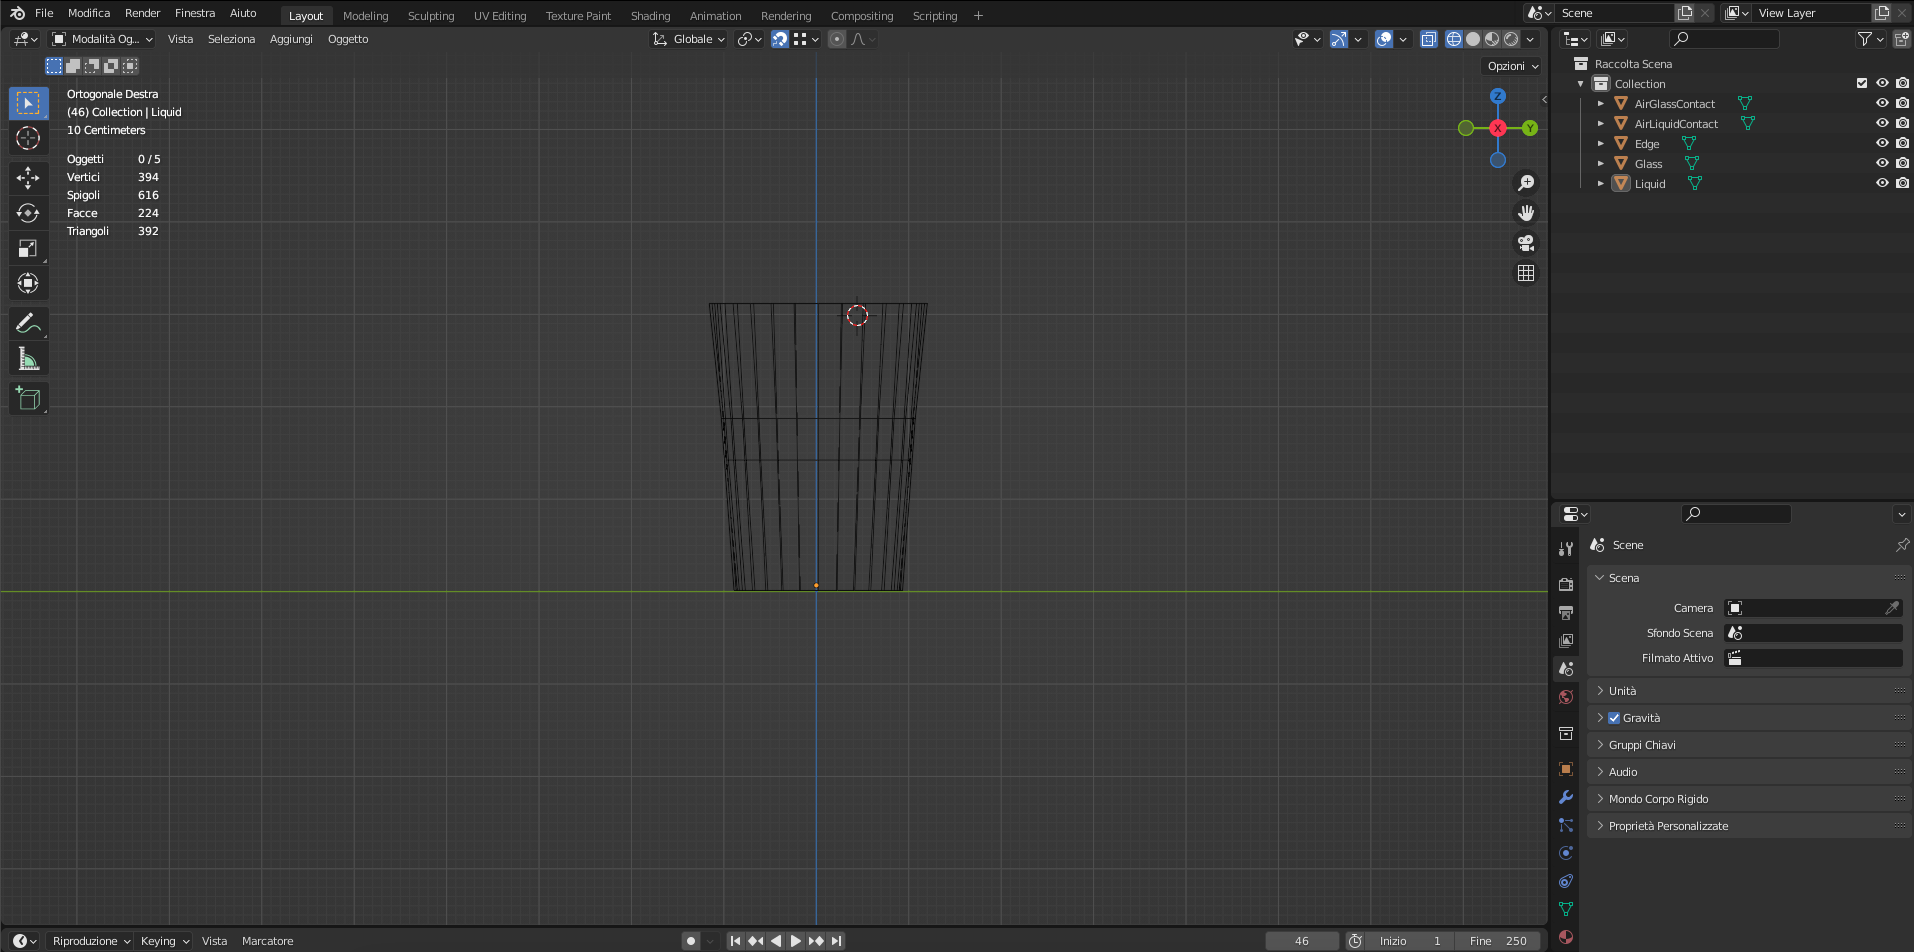 File Modifica Render Finestra Aiuto Layout Modeling Sculpting UV Editing Texture Paint Shading Animation Rendering Compositing Scripting + Scene View Layer
Modalità Og... Vista Seleziona Aggiungi Oggetto Globale
Opzioni
Ortogonale Destra
(46) Collection | Liquid
10 Centimeters
Oggetti 0 / 5
Vertici 394
Spigoli 616
Facce 224
Triangoli 392
Z
X Y
Raccolta Scena
Collection
AirGlassContact
AirLiquidContact
Edge
Glass
Liquid
Scene
Scena
Camera
Sfondo Scena
Filmato Attivo
Unità
Gravità
Gruppi Chiavi
Audio
Mondo Corpo Rigido
Proprietà Personalizzate
Riproduzione Keying Vista Marcatore 46 Inizio 1 Fine 250